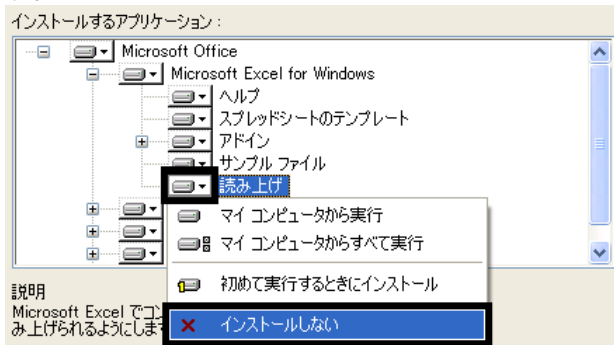 インストールするアプリケーション:
Microsoft Office
Microsoft Excel for Windows
ヘルプ
スプレッドシートのテンプレート
アドイン
サンプル ファイル
読み上げ
マイ コンピュータから実行
マイ コンピュータからすべて実行
初めて実行するときにインストール
インストールしない
説明
Microsoft Excel でコン
み上げられるようにしま